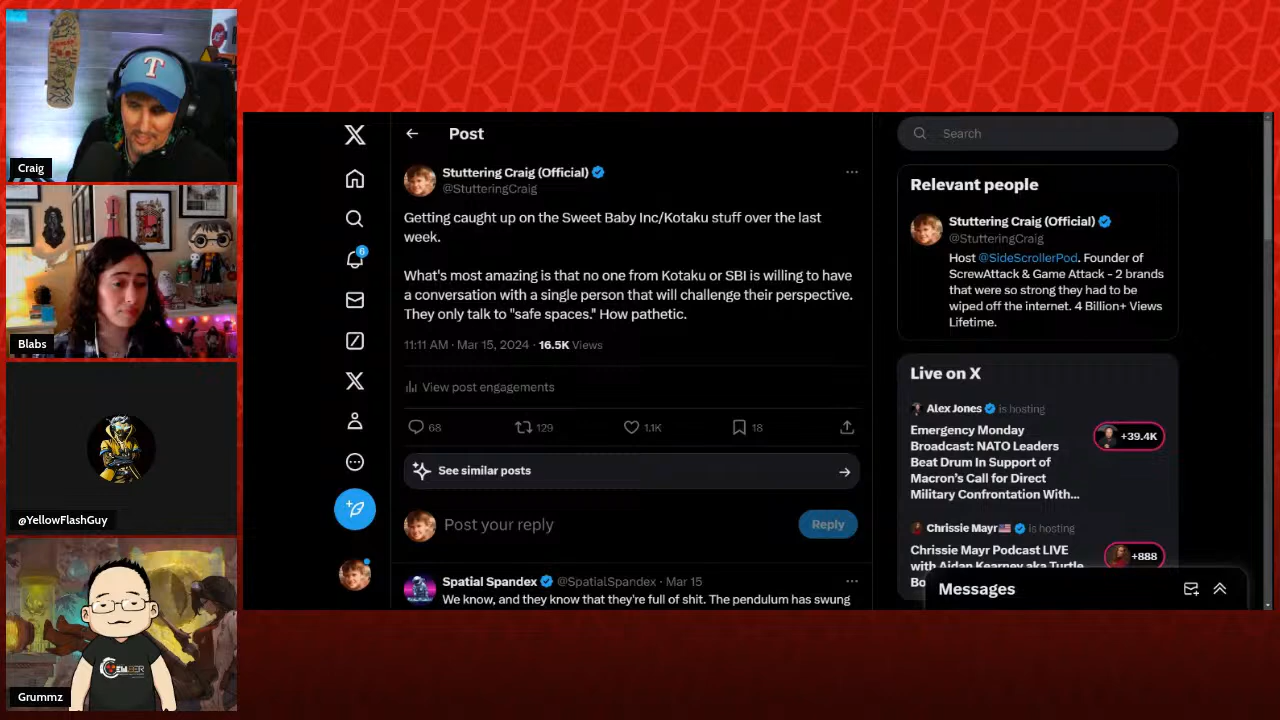 Craig
Blabs
@YellowFlashGuy
Grummz
Post
Stuttering Craig (Official)
@StutteringCraig
Getting caught up on the Sweet Baby Inc/Kotaku stuff over the last
week.
What's most amazing is that no one from Kotaku or SBI is willing to have
a conversation with a single person that will challenge their perspective.
They only talk to "safe spaces." How pathetic.
11:11 AM · Mar 15, 2024 · 16.5K Views
View post engagements
68
129
1.1K
18
See similar posts
Post your reply
Reply
Spatial Spandex @SpatialSpandex · Mar 15
We know, and they know that they're full of shit. The pendulum has swung
6
Search
Relevant people
Stuttering Craig (Official)
@StutteringCraig
Host @SideScrollerPod. Founder of
ScrewAttack & Game Attack - 2 brands
that were so strong they had to be
wiped off the internet. 4 Billion+ Views
Lifetime.
Live on X
Alex Jones is hosting
Emergency Monday
Broadcast: NATO Leaders
Beat Drum In Support of
Macron's Call for Direct
Military Confrontation With...
+39.4K
Chrissie Mayr is hosting
Chrissie Mayr Podcast LIVE
with Aidan Kearney aka Turtle
+888
Messages